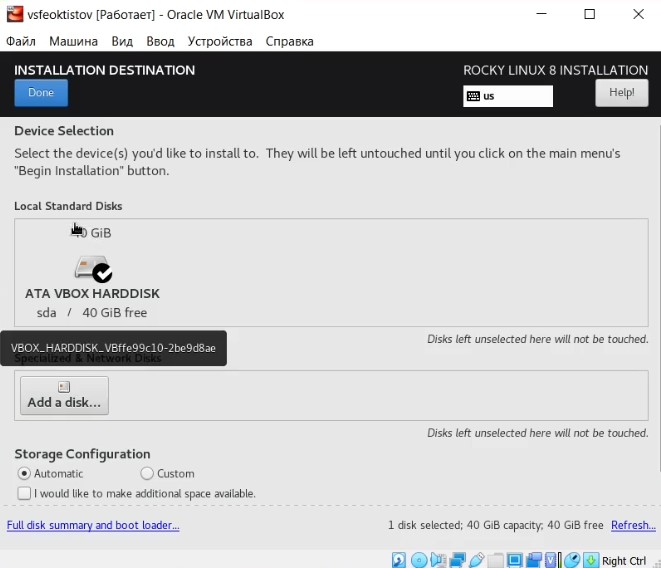 vsfeoktistov [Работает] - Oracle VM VirtualBox
Файл Машина Вид Ввод Устройства Справка
INSTALLATION DESTINATION
ROCKY LINUX 8 INSTALLATION
Done
us
Help!
Device Selection
Select the device(s) you'd like to install to. They will be left untouched until you click on the main menu's
"Begin Installation" button.
Local Standard Disks
40 GiB
ATA VBOX HARDDISK
sda / 40 GiB free
Disks left unselected here will not be touched.
VBOX_HARDDISK_VBffe99c10-2be9d8ae
Specialized & Network Disks
Add a disk...
Disks left unselected here will not be touched.
Storage Configuration
Automatic Custom
I would like to make additional space available.
Full disk summary and boot loader...
1 disk selected; 40 GiB capacity; 40 GiB free Refresh...
Right Ctrl